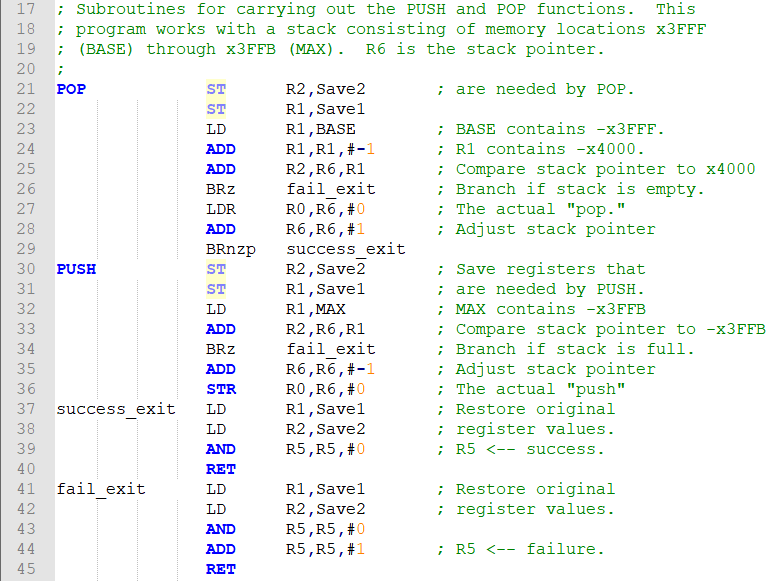 17 ; Subroutines for carrying out the PUSH and POP functions.  This
18 ; program works with a stack consisting of memory locations x3FFF
19 ; (BASE) through x3FFB (MAX).  R6 is the stack pointer.
20 ;
21 POP            ST      R2,Save2       ; are needed by POP.
22                ST      R1,Save1
23                LD      R1,BASE        ; BASE contains -x3FFF.
24                ADD     R1,R1,#-1      ; R1 contains -x4000.
25                ADD     R2,R6,R1       ; Compare stack pointer to x4000
26                BRz     fail_exit      ; Branch if stack is empty.
27                LDR     R0,R6,#0       ; The actual "pop."
28                ADD     R6,R6,#1       ; Adjust stack pointer
29                BRnzp   success_exit
30 PUSH           ST      R2,Save2       ; Save registers that
31                ST      R1,Save1       ; are needed by PUSH.
32                LD      R1,MAX         ; MAX contains -x3FFB
33                ADD     R2,R6,R1       ; Compare stack pointer to -x3FFB
34                BRz     fail_exit      ; Branch if stack is full.
35                ADD     R6,R6,#-1      ; Adjust stack pointer
36                STR     R0,R6,#0       ; The actual "push"
37 success_exit   LD      R1,Save1       ; Restore original
38                LD      R2,Save2       ; register values.
39                AND     R5,R5,#0       ; R5 <-- success.
40                RET
41 fail_exit      LD      R1,Save1       ; Restore original
42                LD      R2,Save2       ; register values.
43                AND     R5,R5,#0
44                ADD     R5,R5,#1       ; R5 <-- failure.
45                RET